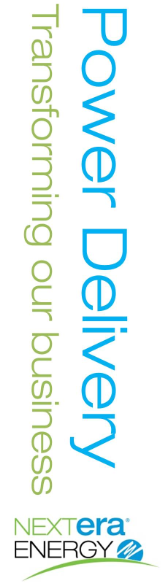 Power Delivery
Transforming our business
NEXTera®
ENERGY